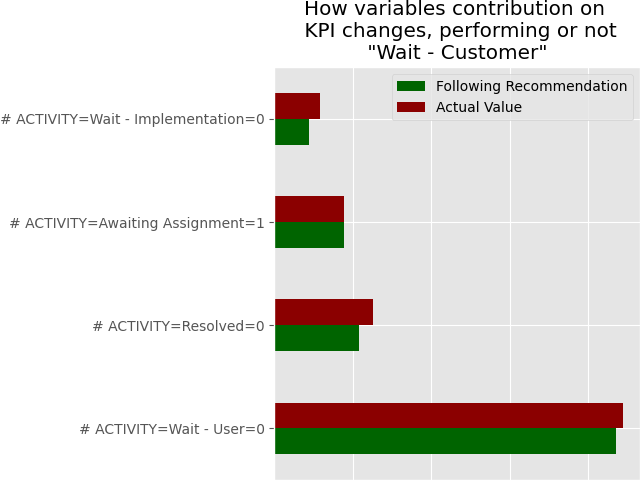 How variables contribution on
KPI changes, performing or not
"Wait - Customer"
Following Recommendation
Actual Value
# ACTIVITY=Wait - Implementation=0
# ACTIVITY=Awaiting Assignment=1
# ACTIVITY=Resolved=0
# ACTIVITY=Wait - User=0